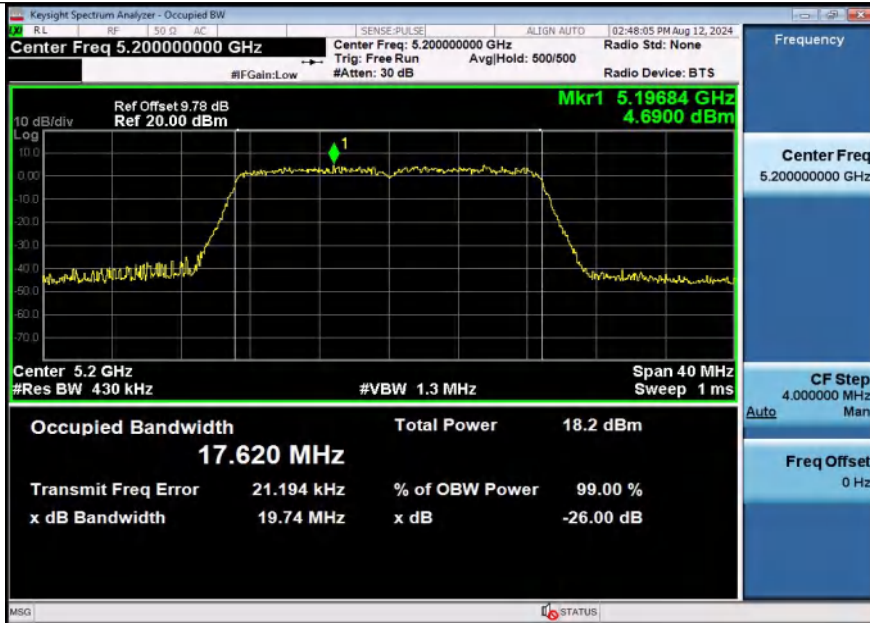 Keysight Spectrum Analyzer - Occupied BW
LXI RL RF 50 Ω AC SENSE:PULSE ALIGN AUTO 02:48:05 PM Aug 12, 2024
Center Freq 5.200000000 GHz
Center Freq: 5.200000000 GHz Radio Std: None
Trig: Free Run Avg|Hold: 500/500
#IFGain:Low #Atten: 30 dB Radio Device: BTS
Ref Offset 9.78 dB Mkr1 5.19684 GHz
10 dB/div Ref 20.00 dBm 4.6900 dBm
Log
10.0
0.00
-10.0
-20.0
-30.0
-40.0
-50.0
-60.0
-70.0
1
Center 5.2 GHz Span 40 MHz
#Res BW 430 kHz #VBW 1.3 MHz Sweep 1 ms
Occupied Bandwidth Total Power 18.2 dBm
17.620 MHz
Transmit Freq Error 21.194 kHz % of OBW Power 99.00 %
x dB Bandwidth 19.74 MHz x dB -26.00 dB
Frequency
Center Freq
5.200000000 GHz
CF Step
4.000000 MHz
Auto Man
Freq Offset
0 Hz
MSG STATUS